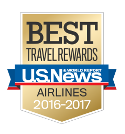 BEST
TRAVEL REWARDS
U.S. News
& WORLD REPORT
AIRLINES
2016-2017